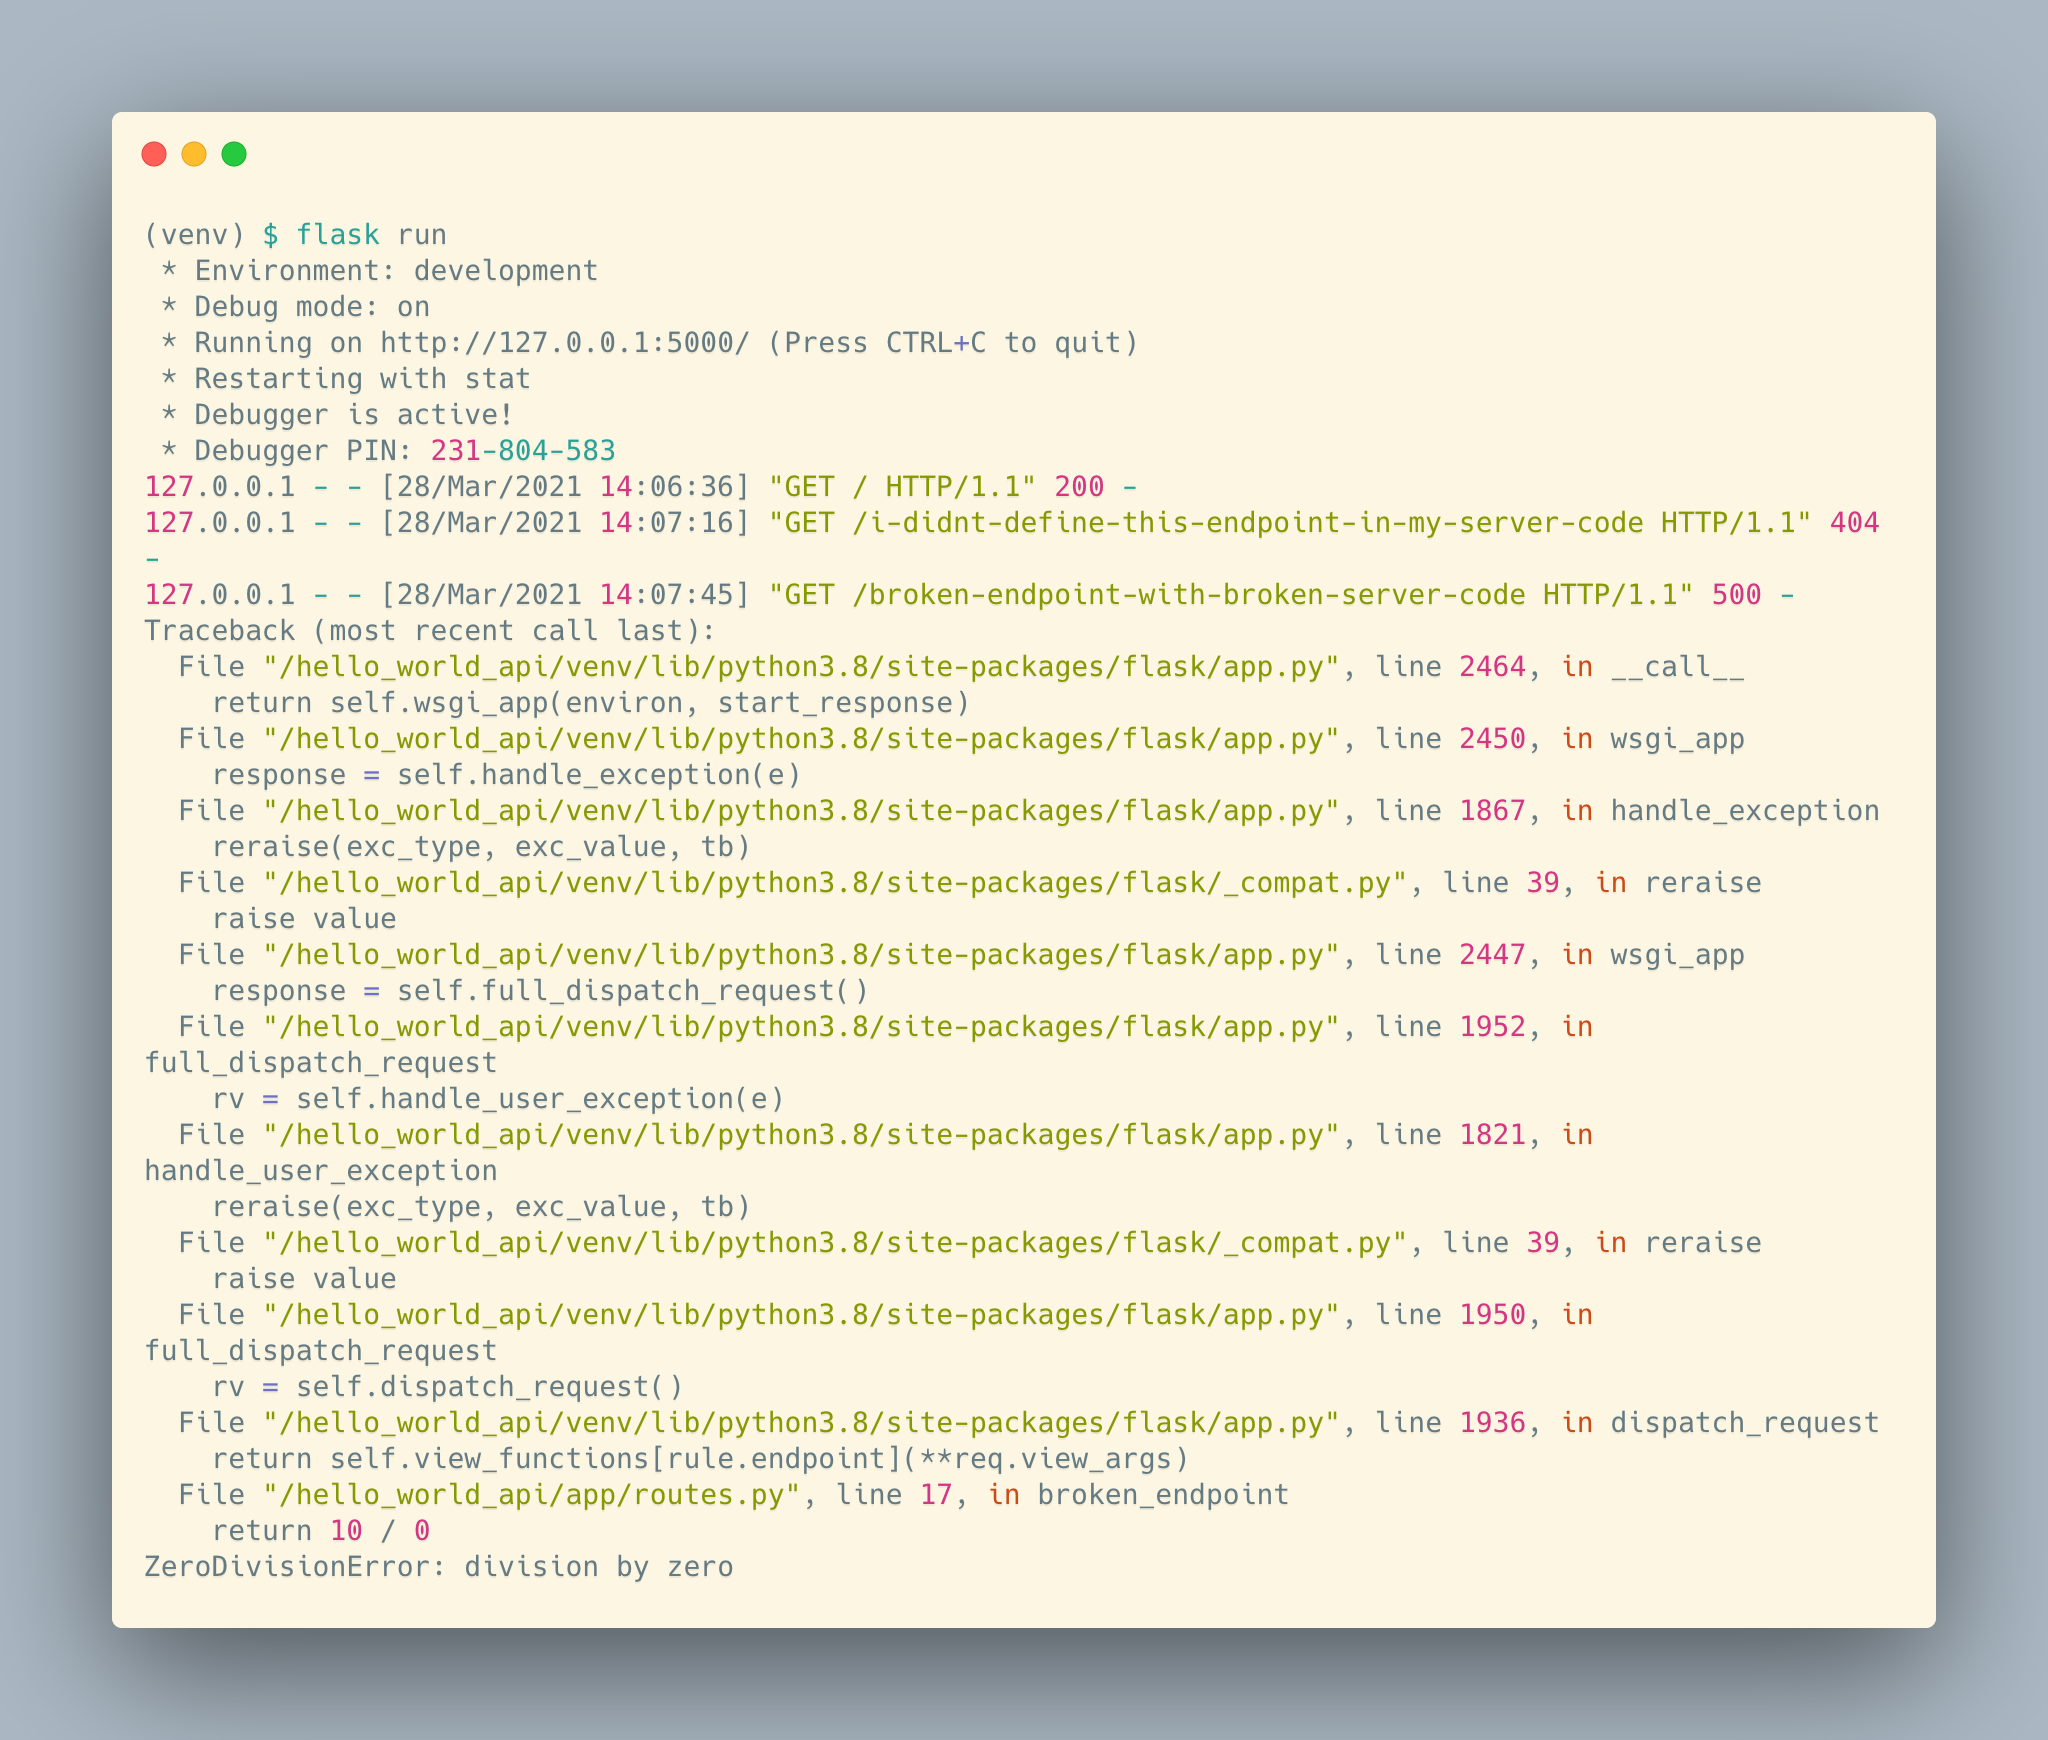 (venv) $ flask run
 * Environment: development
 * Debug mode: on
 * Running on http://127.0.0.1:5000/ (Press CTRL+C to quit)
 * Restarting with stat
 * Debugger is active!
 * Debugger PIN: 231-804-583
127.0.0.1 - - [28/Mar/2021 14:06:36] "GET / HTTP/1.1" 200 -
127.0.0.1 - - [28/Mar/2021 14:07:16] "GET /i-didnt-define-this-endpoint-in-my-server-code HTTP/1.1" 404
-
127.0.0.1 - - [28/Mar/2021 14:07:45] "GET /broken-endpoint-with-broken-server-code HTTP/1.1" 500 -
Traceback (most recent call last):
  File "/hello_world_api/venv/lib/python3.8/site-packages/flask/app.py", line 2464, in __call__
    return self.wsgi_app(environ, start_response)
  File "/hello_world_api/venv/lib/python3.8/site-packages/flask/app.py", line 2450, in wsgi_app
    response = self.handle_exception(e)
  File "/hello_world_api/venv/lib/python3.8/site-packages/flask/app.py", line 1867, in handle_exception
    reraise(exc_type, exc_value, tb)
  File "/hello_world_api/venv/lib/python3.8/site-packages/flask/_compat.py", line 39, in reraise
    raise value
  File "/hello_world_api/venv/lib/python3.8/site-packages/flask/app.py", line 2447, in wsgi_app
    response = self.full_dispatch_request()
  File "/hello_world_api/venv/lib/python3.8/site-packages/flask/app.py", line 1952, in
full_dispatch_request
    rv = self.handle_user_exception(e)
  File "/hello_world_api/venv/lib/python3.8/site-packages/flask/app.py", line 1821, in
handle_user_exception
    reraise(exc_type, exc_value, tb)
  File "/hello_world_api/venv/lib/python3.8/site-packages/flask/_compat.py", line 39, in reraise
    raise value
  File "/hello_world_api/venv/lib/python3.8/site-packages/flask/app.py", line 1950, in
full_dispatch_request
    rv = self.dispatch_request()
  File "/hello_world_api/venv/lib/python3.8/site-packages/flask/app.py", line 1936, in dispatch_request
    return self.view_functions[rule.endpoint](**req.view_args)
  File "/hello_world_api/app/routes.py", line 17, in broken_endpoint
    return 10 / 0
ZeroDivisionError: division by zero